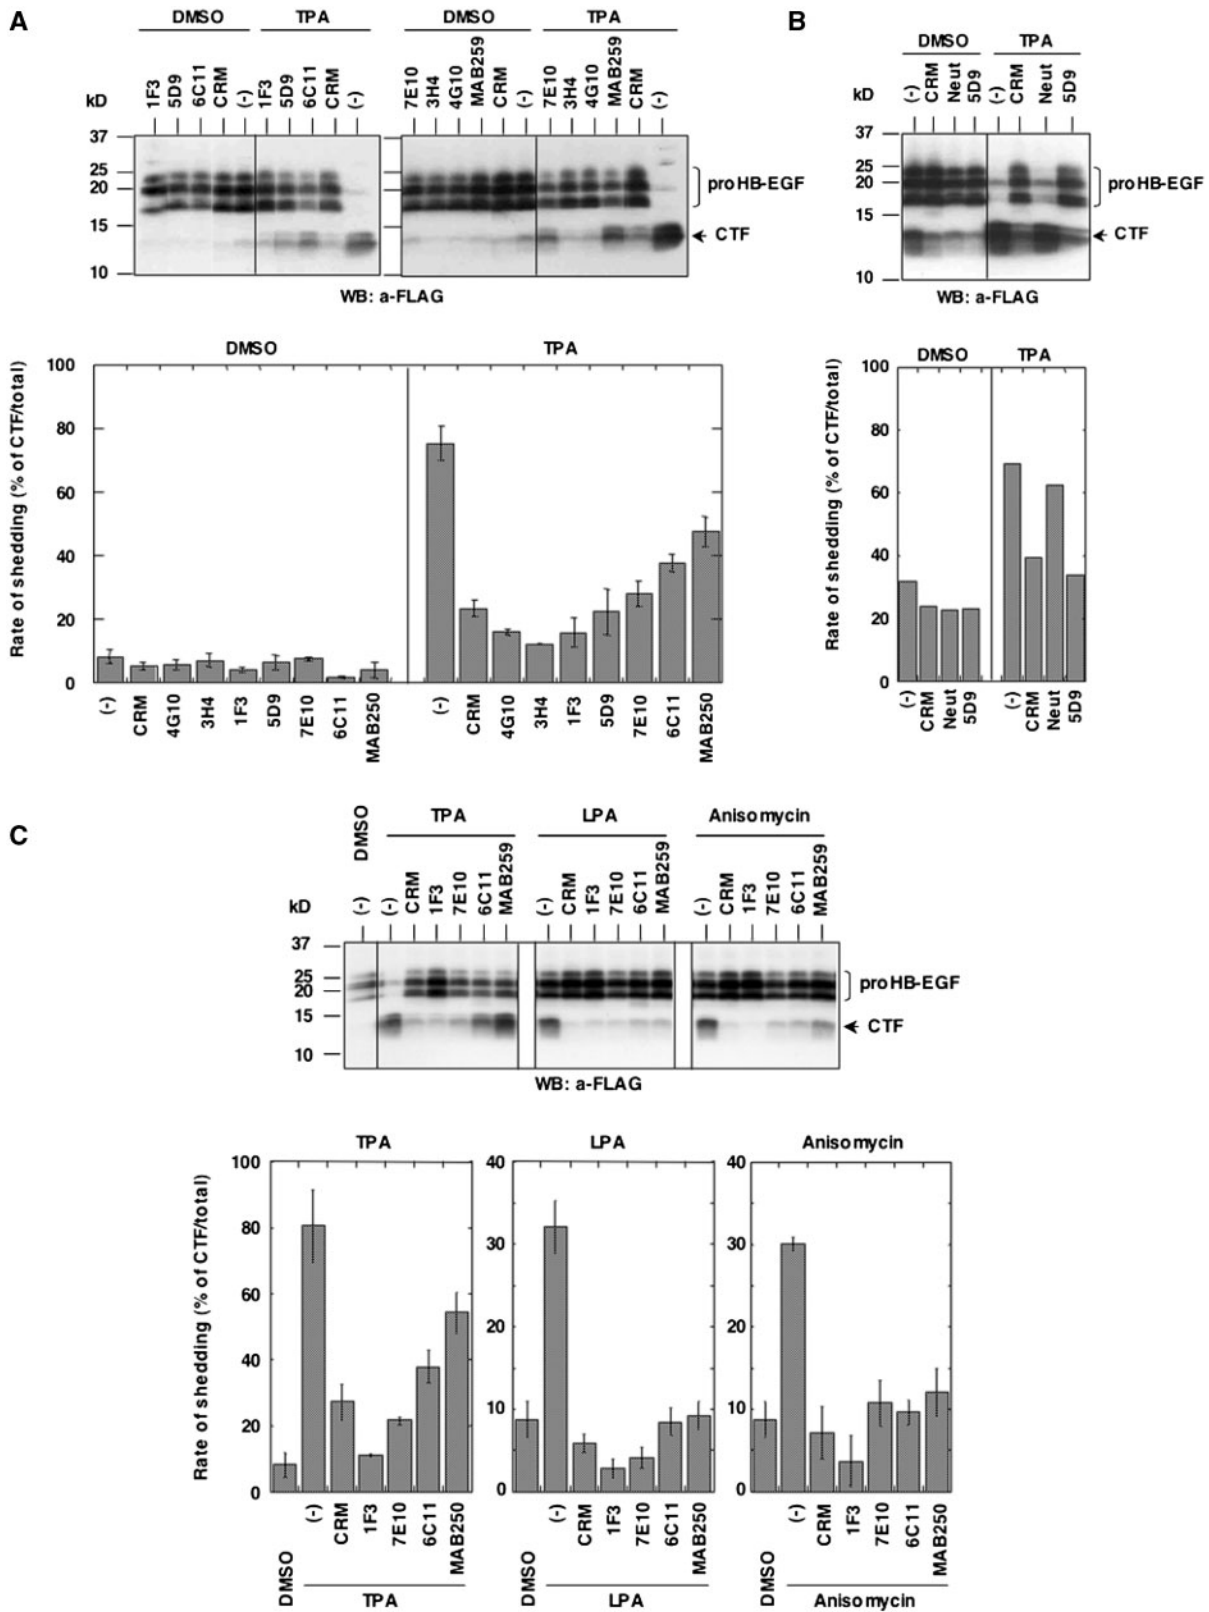 A
DMSO TPA DMSO TPA
kD 1F3 5D9 6C11 CRM (-) 1F3 5D9 6C11 CRM (-) 7E10 3H4 4G10 MAB259 CRM (-) 7E10 3H4 4G10 MAB259 CRM (-)
37
25
20
15
10
proHB-EGF
CTF
WB: a-FLAG
DMSO TPA
Rate of shedding (% of CTF/total)
100
80
60
40
20
0
(-) CRM 4G10 3H4 1F3 5D9 7E10 6C11 MAB250 (-) CRM 4G10 3H4 1F3 5D9 7E10 6C11 MAB250
B
DMSO TPA
kD (-) CRM Neut 5D9 (-) CRM Neut 5D9
37
25
20
15
10
proHB-EGF
CTF
WB: a-FLAG
DMSO TPA
Rate of shedding (% of CTF/total)
100
80
60
40
20
0
(-) CRM Neut 5D9 (-) CRM Neut 5D9
C
DMSO TPA LPA Anisomycin
kD (-) (-) CRM 1F3 7E10 6C11 MAB259 (-) CRM 1F3 7E10 6C11 MAB259 (-) CRM 1F3 7E10 6C11 MAB259
37
25
20
15
10
proHB-EGF
CTF
WB: a-FLAG
TPA LPA Anisomycin
Rate of shedding (% of CTF/total)
100
80
60
40
20
0
40
30
20
10
0
40
30
20
10
0
DMSO (-) CRM 1F3 7E10 6C11 MAB250 DMSO (-) CRM 1F3 7E10 6C11 MAB250 DMSO (-) CRM 1F3 7E10 6C11 MAB250
TPA LPA Anisomycin